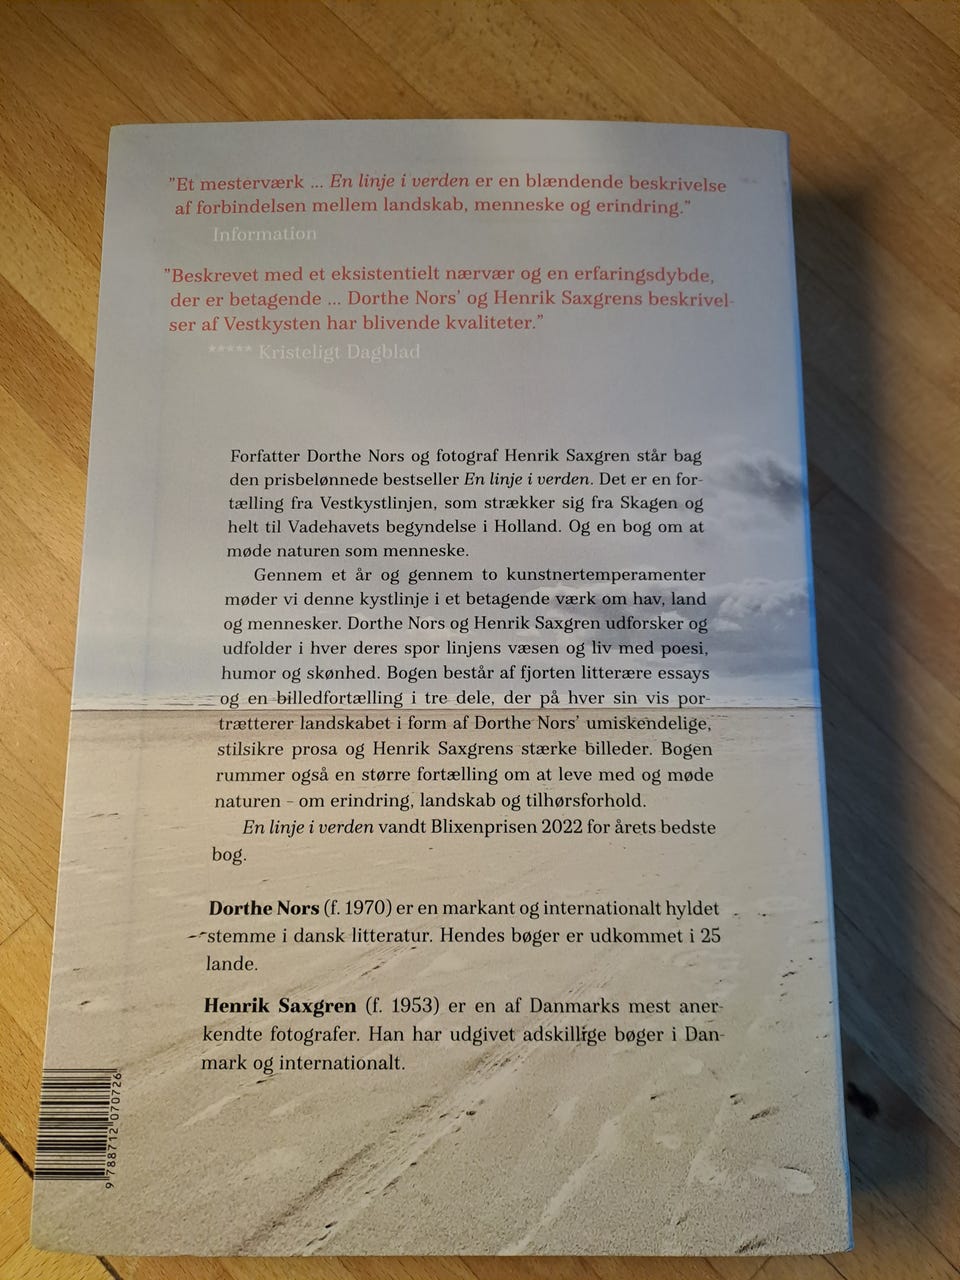 ”Et mesterværk ... En linje i verden er en blændende beskrivelse
af forbindelsen mellem landskab, menneske og erindring.”
Information
”Beskrevet med et eksistentielt nærvær og en erfaringsdybde,
der er betagende ... Dorthe Nors’ og Henrik Saxgrens beskrivel-
ser af Vestkysten har blivende kvaliteter.”
***** Kristeligt Dagblad
Forfatter Dorthe Nors og fotograf Henrik Saxgren står bag
den prisbelønnede bestseller En linje i verden. Det er en for-
tælling fra Vestkystlinjen, som strækker sig fra Skagen og
helt til Vadehavets begyndelse i Holland. Og en bog om at
møde naturen som menneske.
Gennem et år og gennem to kunstnertemperamenter
møder vi denne kystlinje i et betagende værk om hav, land
og mennesker. Dorthe Nors og Henrik Saxgren udforsker og
udfolder i hver deres spor linjens væsen og liv med poesi,
humor og skønhed. Bogen består af fjorten litterære essays
og en billedfortælling i tre dele, der på hver sin vis por-
trætterer landskabet i form af Dorthe Nors’ umiskendelige,
stilsikre prosa og Henrik Saxgrens stærke billeder. Bogen
rummer også en større fortælling om at leve med og møde
naturen – om erindring, landskab og tilhørsforhold.
En linje i verden vandt Blixenprisen 2022 for årets bedste
bog.
Dorthe Nors (f. 1970) er en markant og internationalt hyldet
stemme i dansk litteratur. Hendes bøger er udkommet i 25
lande.
Henrik Saxgren (f. 1953) er en af Danmarks mest aner-
kendte fotografer. Han har udgivet adskillige bøger i Dan-
mark og internationalt.
9 788712 070726